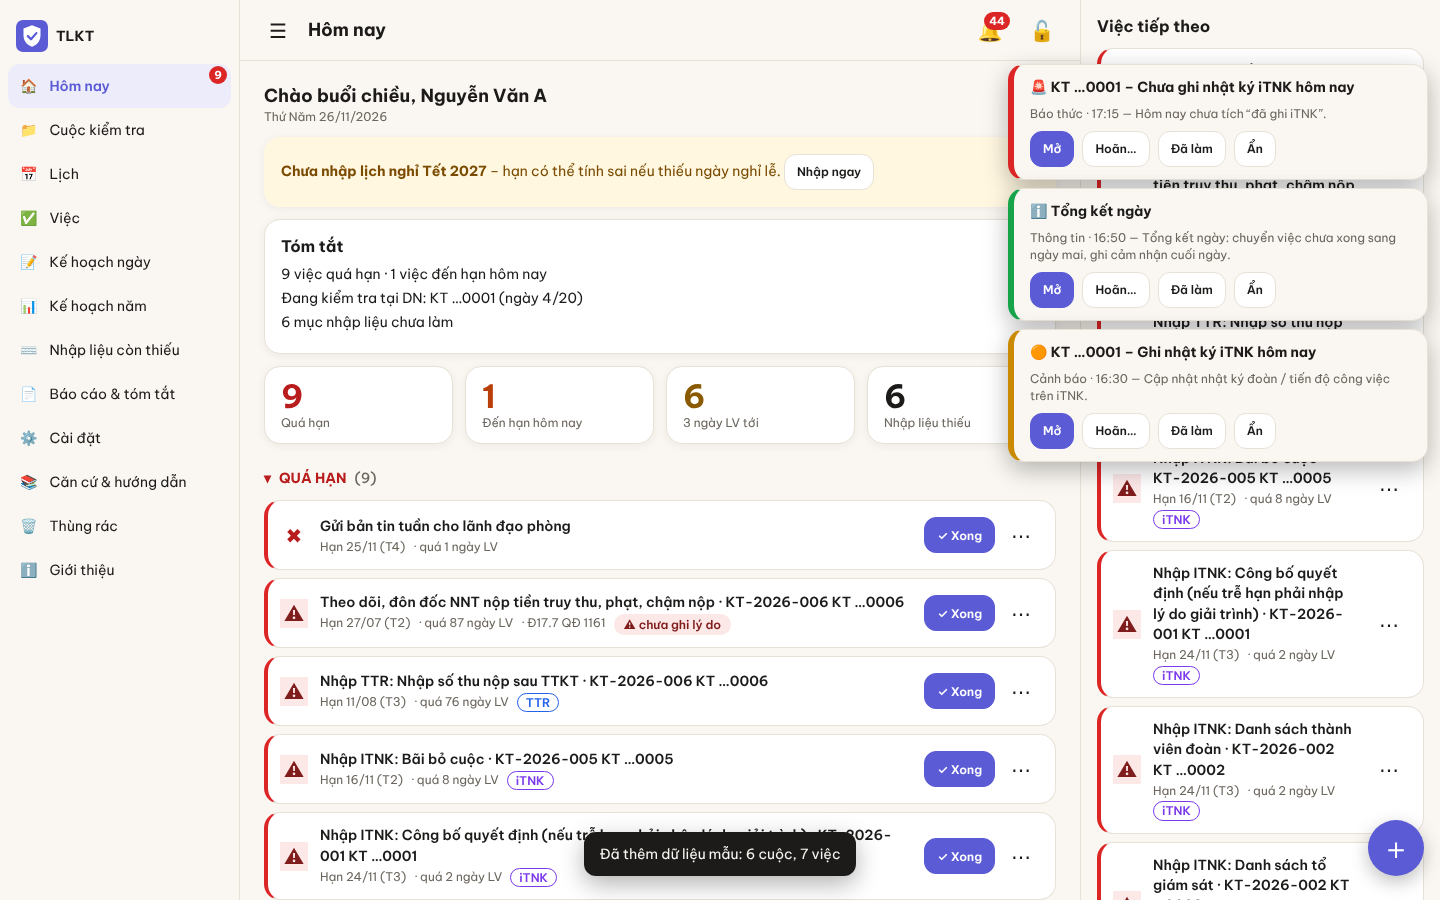 TLKT
Hôm nay
9
Cuộc kiểm tra
Lịch
Việc
Kế hoạch ngày
Kế hoạch năm
Nhập liệu còn thiếu
Báo cáo & tóm tắt
Cài đặt
Căn cứ & hướng dẫn
Thùng rác
Giới thiệu
Hôm nay
44
Chào buổi chiều, Nguyễn Văn A
Thứ Năm 26/11/2026
Chưa nhập lịch nghỉ Tết 2027 – hạn có thể tính sai nếu thiếu ngày nghỉ lễ. Nhập ngay
Tóm tắt
9 việc quá hạn · 1 việc đến hạn hôm nay
Đang kiểm tra tại DN: KT …0001 (ngày 4/20)
6 mục nhập liệu chưa làm
9
Quá hạn
1
Đến hạn hôm nay
6
3 ngày LV tới
6
Nhập liệu thiếu
▼ QUÁ HẠN (9)
Gửi bản tin tuần cho lãnh đạo phòng
Hạn 25/11 (T4) · quá 1 ngày LV
✓ Xong
Theo dõi, đôn đốc NNT nộp tiền truy thu, phạt, chậm nộp · KT-2026-006 KT …0006
Hạn 27/07 (T2) · quá 87 ngày LV · Đ17.7 QĐ 1161 ⚠ chưa ghi lý do
✓ Xong
Nhập TTR: Nhập số thu nộp sau TTKT · KT-2026-006 KT …0006
Hạn 11/08 (T3) · quá 76 ngày LV TTR
✓ Xong
Nhập ITNK: Bãi bỏ cuộc · KT-2026-005 KT …0005
Hạn 16/11 (T2) · quá 8 ngày LV iTNK
✓ Xong
Nhập ITNK: Công bố quyết định (nếu
001 KT …0001
Hạn 24/11 (T3) · quá 2 ngày LV iTNK
✓ Xong
Đã thêm dữ liệu mẫu: 6 cuộc, 7 việc
Việc tiếp theo
KT …0001 – Chưa ghi nhật ký iTNK hôm nay
Báo thức · 17:15 — Hôm nay chưa tích “đã ghi iTNK”.
Mở Hoãn… Đã làm Ẩn
tiền truy thu, phạt, chậm nộp
Tổng kết ngày
Thông tin · 16:50 — Tổng kết ngày: chuyển việc chưa xong sang
ngày mai, ghi cảm nhận cuối ngày.
Mở Hoãn… Đã làm Ẩn
Nhập TTR: Nhập số thu nộp
KT …0001 – Ghi nhật ký iTNK hôm nay
Cảnh báo · 16:30 — Cập nhật nhật ký đoàn / tiến độ công việc
trên iTNK.
Mở Hoãn… Đã làm Ẩn
KT-2026-005 KT …0005
Hạn 16/11 (T2) · quá 8 ngày LV
iTNK
Nhập ITNK: Công bố quyết
định (nếu trễ hạn phải nhập
lý do giải trình) · KT-2026-
001 KT …0001
Hạn 24/11 (T3) · quá 2 ngày LV
iTNK
Nhập ITNK: Danh sách thành
viên đoàn · KT-2026-002
KT …0002
Hạn 24/11 (T3) · quá 2 ngày LV
iTNK
Nhập ITNK: Danh sách tổ
giám sát · KT-2026-002 KT